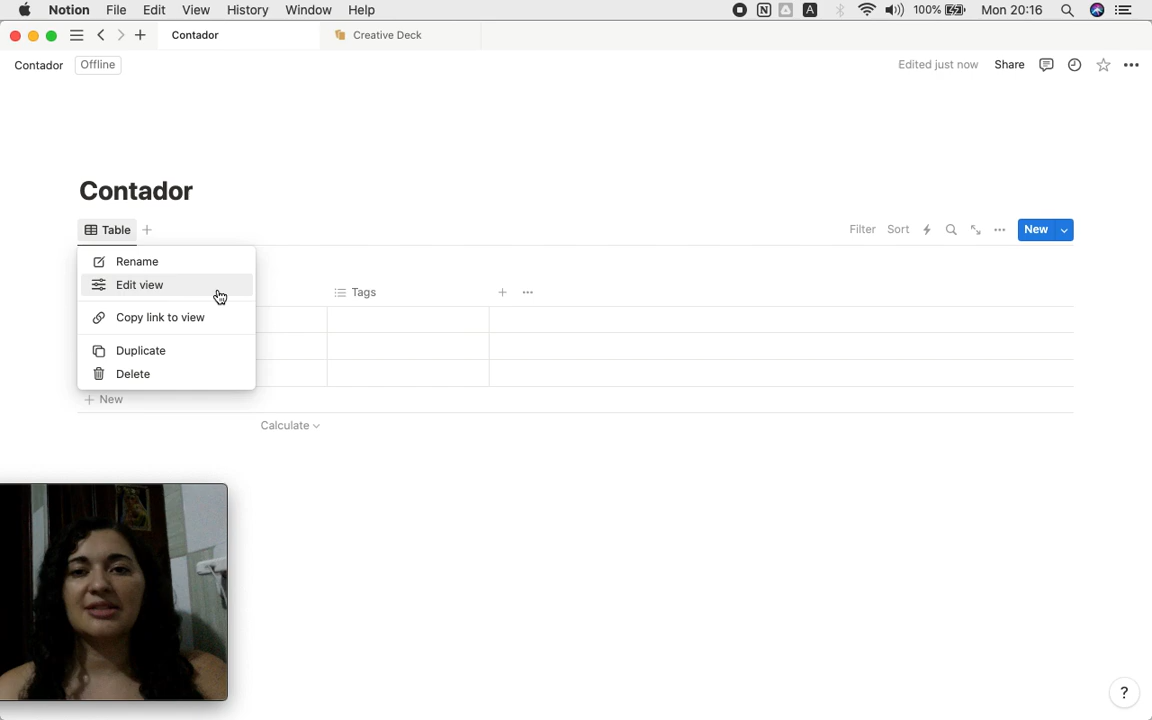 Notion File Edit View History Window Help A 100% Mon 20:16
Contador Creative Deck
Contador Offline Edited just now Share
Contador
Table Filter Sort New
Rename
Edit view
Tags
Copy link to view
Duplicate
Delete
New
Calculate
?